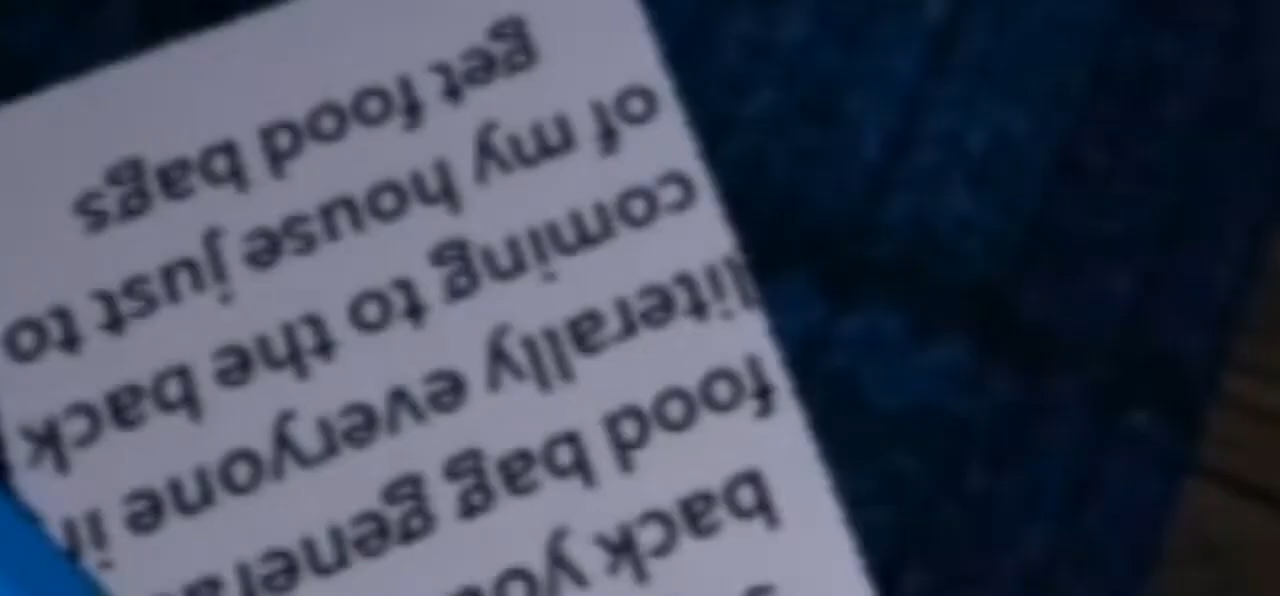 back
food bag
literally everyone
coming to the back
of my house just to
get food bags